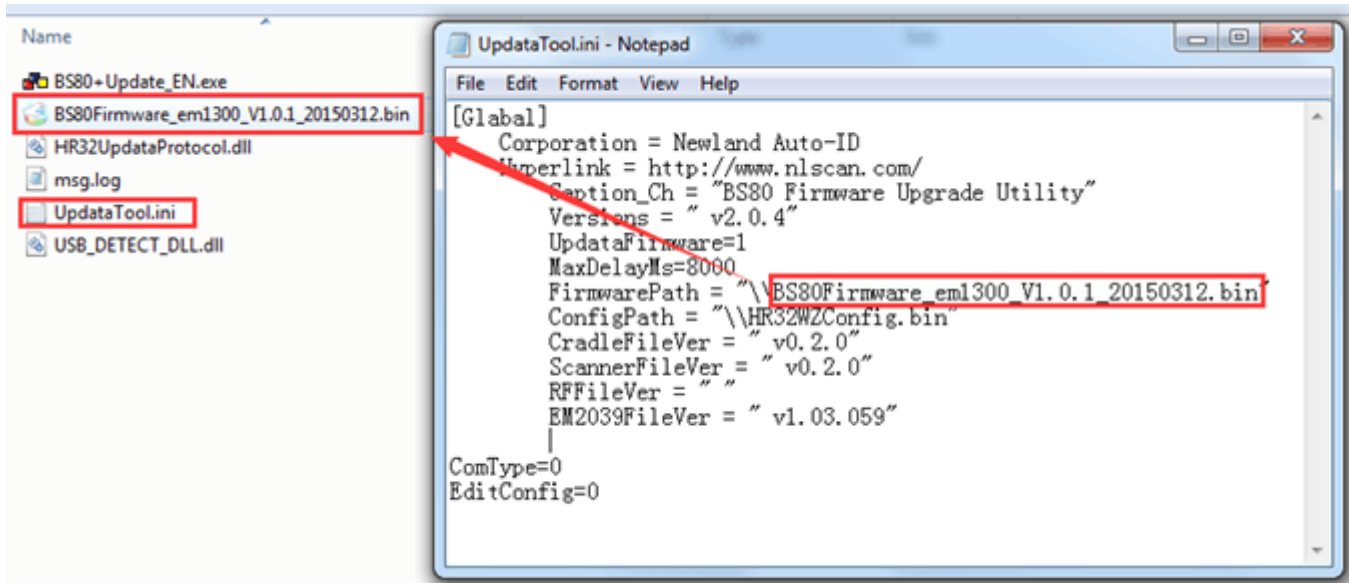 Name
BS80+Update_EN.exe
BS80Firmware_em1300_V1.0.1_20150312.bin
HR32UpdataProtocol.dll
msg.log
UpdataTool.ini
USB_DETECT_DLL.dll
UpdataTool.ini - Notepad
File Edit Format View Help
[Glabal]
Corporation = Newland Auto-ID
Hyperlink = http://www.nlscan.com/
Caption_Ch = "BS80 Firmware Upgrade Utility"
Versions = " v2.0.4"
UpdataFirmware=1
MaxDelayMs=8000
FirmwarePath = "\\BS80Firmware_em1300_V1.0.1_20150312.bin"
ConfigPath = "\\HR32WZConfig.bin"
CradleFileVer = " v0.2.0"
ScannerFileVer = " v0.2.0"
RFFileVer = " "
EM2039FileVer = " v1.03.059"
ComType=0
EditConfig=0